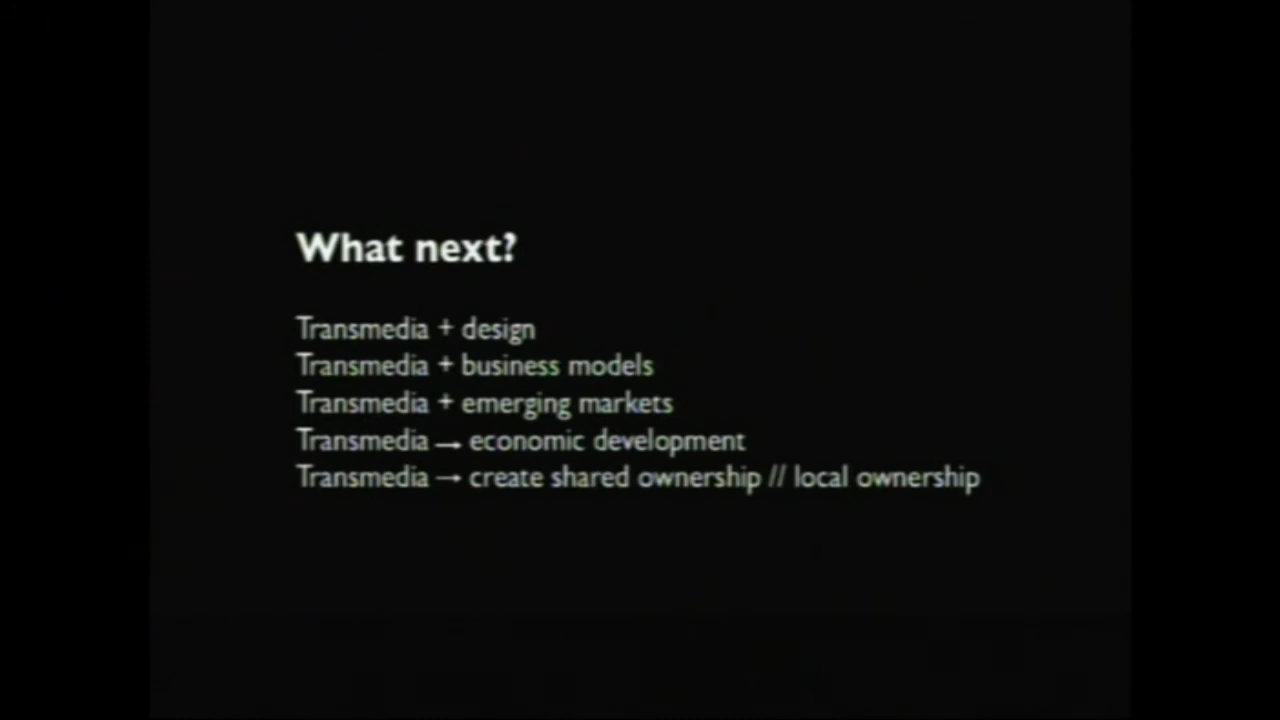 What next?
Transmedia + design
Transmedia + business models
Transmedia + emerging markets
Transmedia → economic development
Transmedia → create shared ownership // local ownership